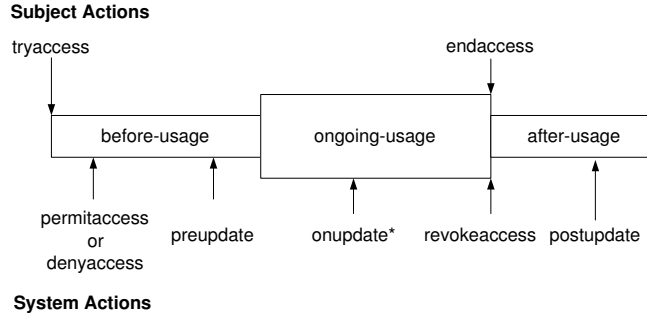 Subject Actions
tryaccess
endaccess
before-usage
ongoing-usage
after-usage
permitaccess
or
denyaccess
preupdate
onupdate*
revokeaccess
postupdate
System Actions